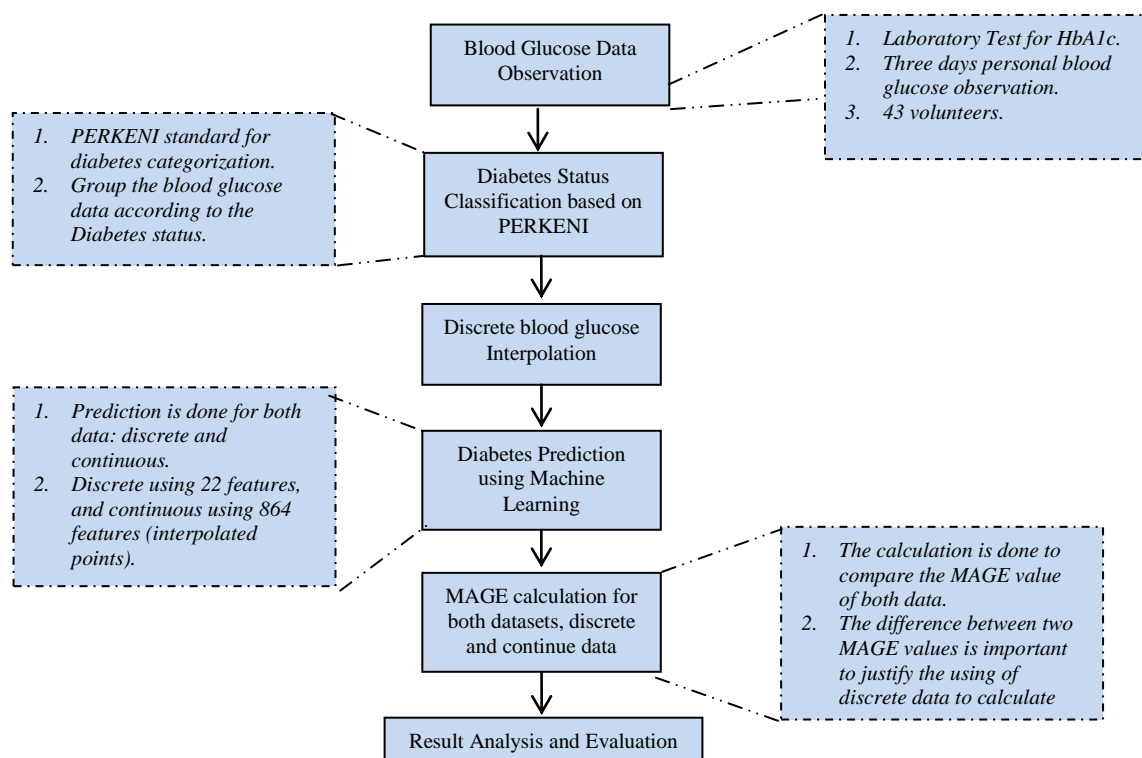 Blood Glucose Data
Observation
1. Laboratory Test for HbA1c.
2. Three days personal blood
glucose observation.
3. 43 volunteers.
1. PERKENI standard for
diabetes categorization.
2. Group the blood glucose
data according to the
Diabetes status.
Diabetes Status
Classification based on
PERKENI
Discrete blood glucose
Interpolation
1. Prediction is done for both
data: discrete and
continuous.
2. Discrete using 22 features,
and continuous using 864
features (interpolated
points).
Diabetes Prediction
using Machine
Learning
MAGE calculation for
both datasets, discrete
and continue data
1. The calculation is done to
compare the MAGE value
of both data.
2. The difference between two
MAGE values is important
to justify the using of
discrete data to calculate
Result Analysis and Evaluation